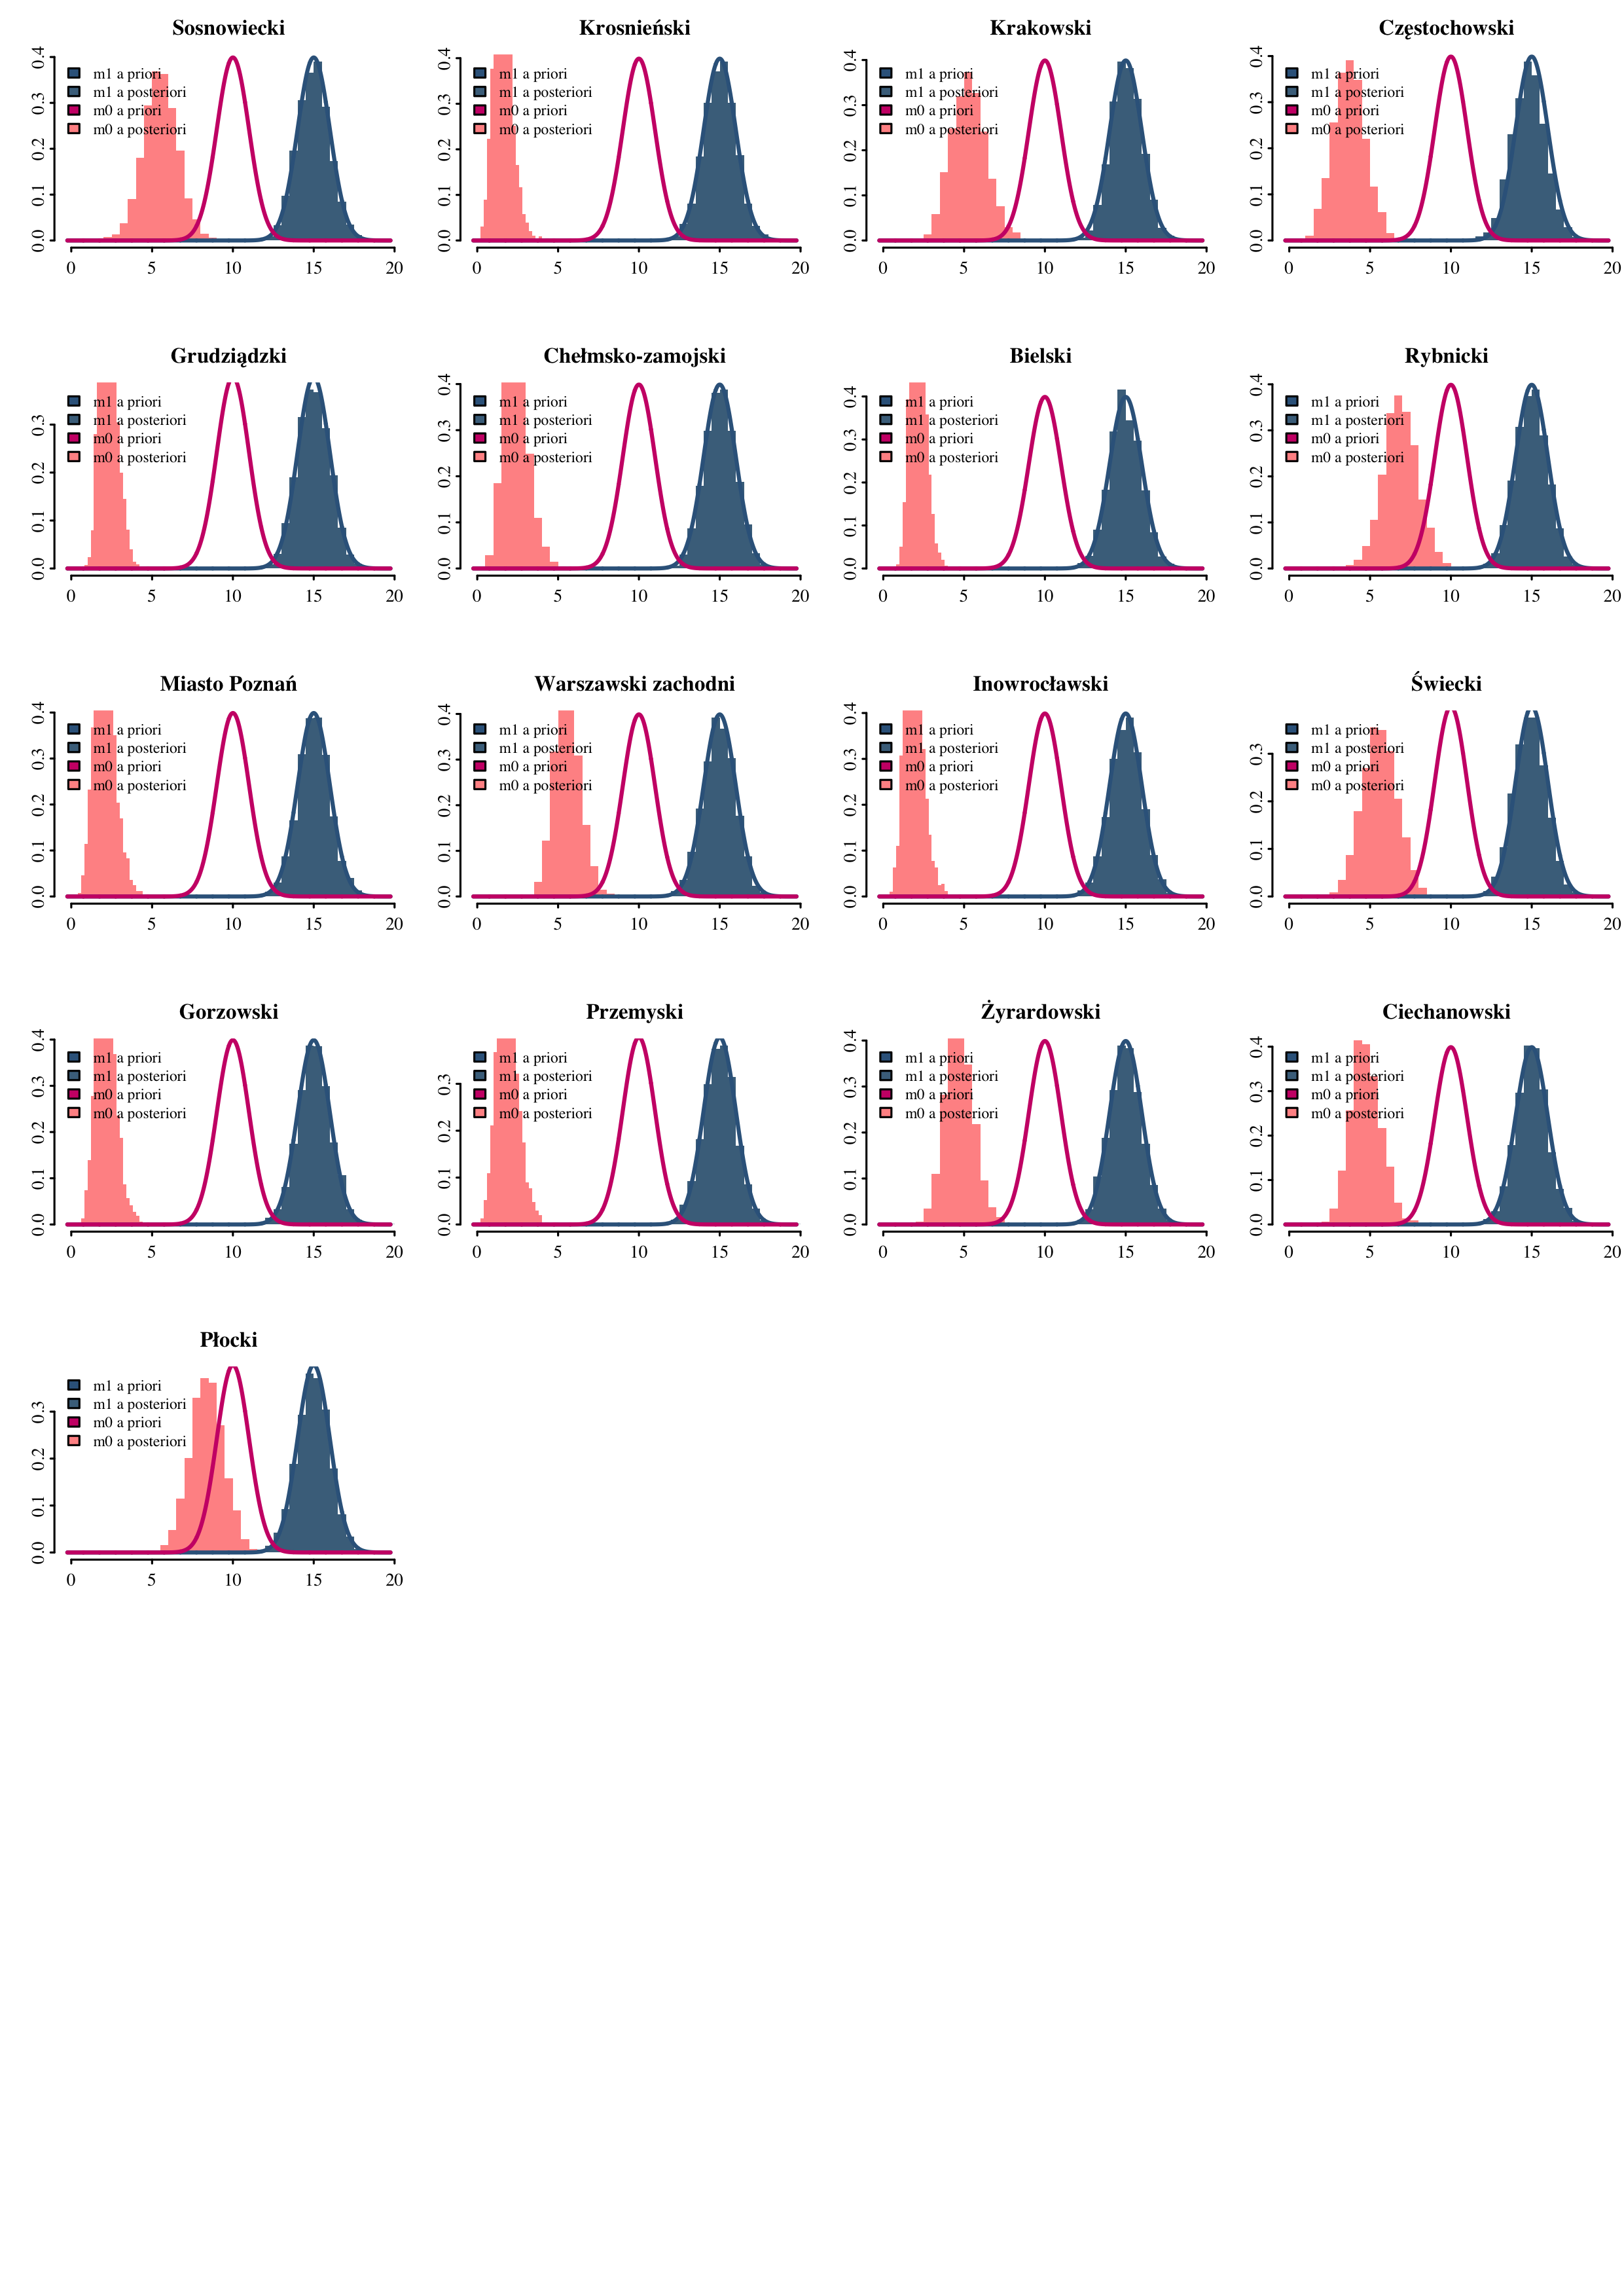 Sosnowiecki
0.0 0.1 0.2 0.3 0.4
m1 a priori
m1 a posteriori
m0 a priori
m0 a posteriori
0 5 10 15 20
Krosnieński
0.0 0.1 0.2 0.3 0.4
m1 a priori
m1 a posteriori
m0 a priori
m0 a posteriori
0 5 10 15 20
Krakowski
0.0 0.1 0.2 0.3 0.4
m1 a priori
m1 a posteriori
m0 a priori
m0 a posteriori
0 5 10 15 20
Częstochowski
0.0 0.1 0.2 0.3 0.4
m1 a priori
m1 a posteriori
m0 a priori
m0 a posteriori
0 5 10 15 20
Grudziądzki
0.0 0.1 0.2 0.3
m1 a priori
m1 a posteriori
m0 a priori
m0 a posteriori
0 5 10 15 20
Chełmsko-zamojski
0.0 0.1 0.2 0.3 0.4
m1 a priori
m1 a posteriori
m0 a priori
m0 a posteriori
0 5 10 15 20
Bielski
0.0 0.1 0.2 0.3 0.4
m1 a priori
m1 a posteriori
m0 a priori
m0 a posteriori
0 5 10 15 20
Rybnicki
0.0 0.1 0.2 0.3 0.4
m1 a priori
m1 a posteriori
m0 a priori
m0 a posteriori
0 5 10 15 20
Miasto Poznań
0.0 0.1 0.2 0.3 0.4
m1 a priori
m1 a posteriori
m0 a priori
m0 a posteriori
0 5 10 15 20
Warszawski zachodni
0.0 0.1 0.2 0.3 0.4
m1 a priori
m1 a posteriori
m0 a priori
m0 a posteriori
0 5 10 15 20
Inowrocławski
0.0 0.1 0.2 0.3 0.4
m1 a priori
m1 a posteriori
m0 a priori
m0 a posteriori
0 5 10 15 20
Świecki
0.0 0.1 0.2 0.3
m1 a priori
m1 a posteriori
m0 a priori
m0 a posteriori
0 5 10 15 20
Gorzowski
0.0 0.1 0.2 0.3 0.4
m1 a priori
m1 a posteriori
m0 a priori
m0 a posteriori
0 5 10 15 20
Przemyski
0.0 0.1 0.2 0.3
m1 a priori
m1 a posteriori
m0 a priori
m0 a posteriori
0 5 10 15 20
Żyrardowski
0.0 0.1 0.2 0.3 0.4
m1 a priori
m1 a posteriori
m0 a priori
m0 a posteriori
0 5 10 15 20
Ciechanowski
0.0 0.1 0.2 0.3 0.4
m1 a priori
m1 a posteriori
m0 a priori
m0 a posteriori
0 5 10 15 20
Płocki
0.0 0.1 0.2 0.3
m1 a priori
m1 a posteriori
m0 a priori
m0 a posteriori
0 5 10 15 20